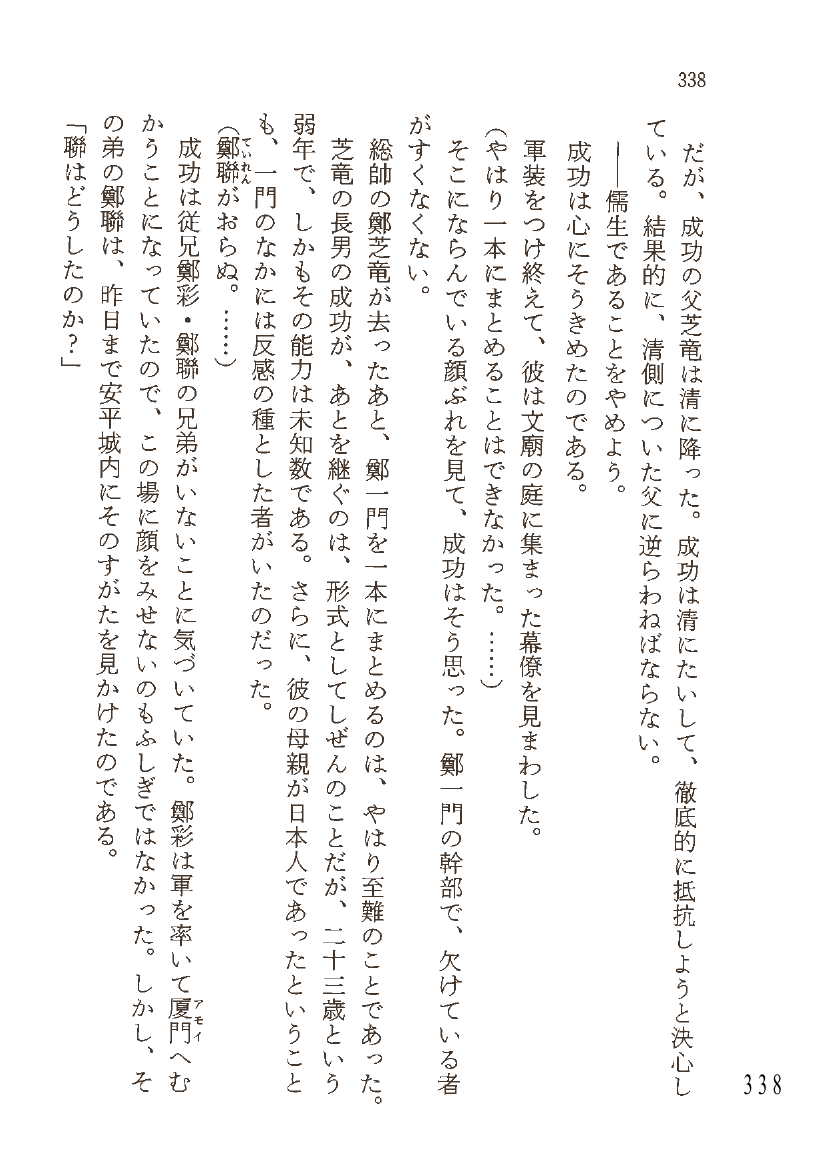 338
だが、成功の父芝竜は清に降った。成功は清にたいして、徹底的に抵抗しようと決心し
ている。結果的に、清側についた父に逆らわねばならない。
――儒生であることをやめよう。
成功は心にそうきめたのである。
軍装をつけ終えて、彼は文廟の庭に集まった幕僚を見まわした。
(やはり一本にまとめることはできなかった。……)
そこにならんでいる顔ぶれを見て、成功はそう思った。鄭一門の幹部で、欠けている者
がすくなくない。
総帥の鄭芝竜が去ったあと、鄭一門を一本にまとめるのは、やはり至難のことであった。
芝竜の長男の成功が、あとを継ぐのは、形式としてしぜんのことだが、二十三歳という
弱年で、しかもその能力は未知数である。さらに、彼の母親が日本人であったということ
も、一門のなかには反感の種とした者がいたのだった。
(鄭聯がおらぬ。……)
ていれん
成功は従兄鄭彩・鄭聯の兄弟がいないことに気づいていた。鄭彩は軍を率いて厦門へむ
アモイ
かうことになっていたので、この場に顔をみせないのもふしぎではなかった。しかし、そ
の弟の鄭聯は、昨日まで安平城内にそのすがたを見かけたのである。
「聯はどうしたのか?」
338